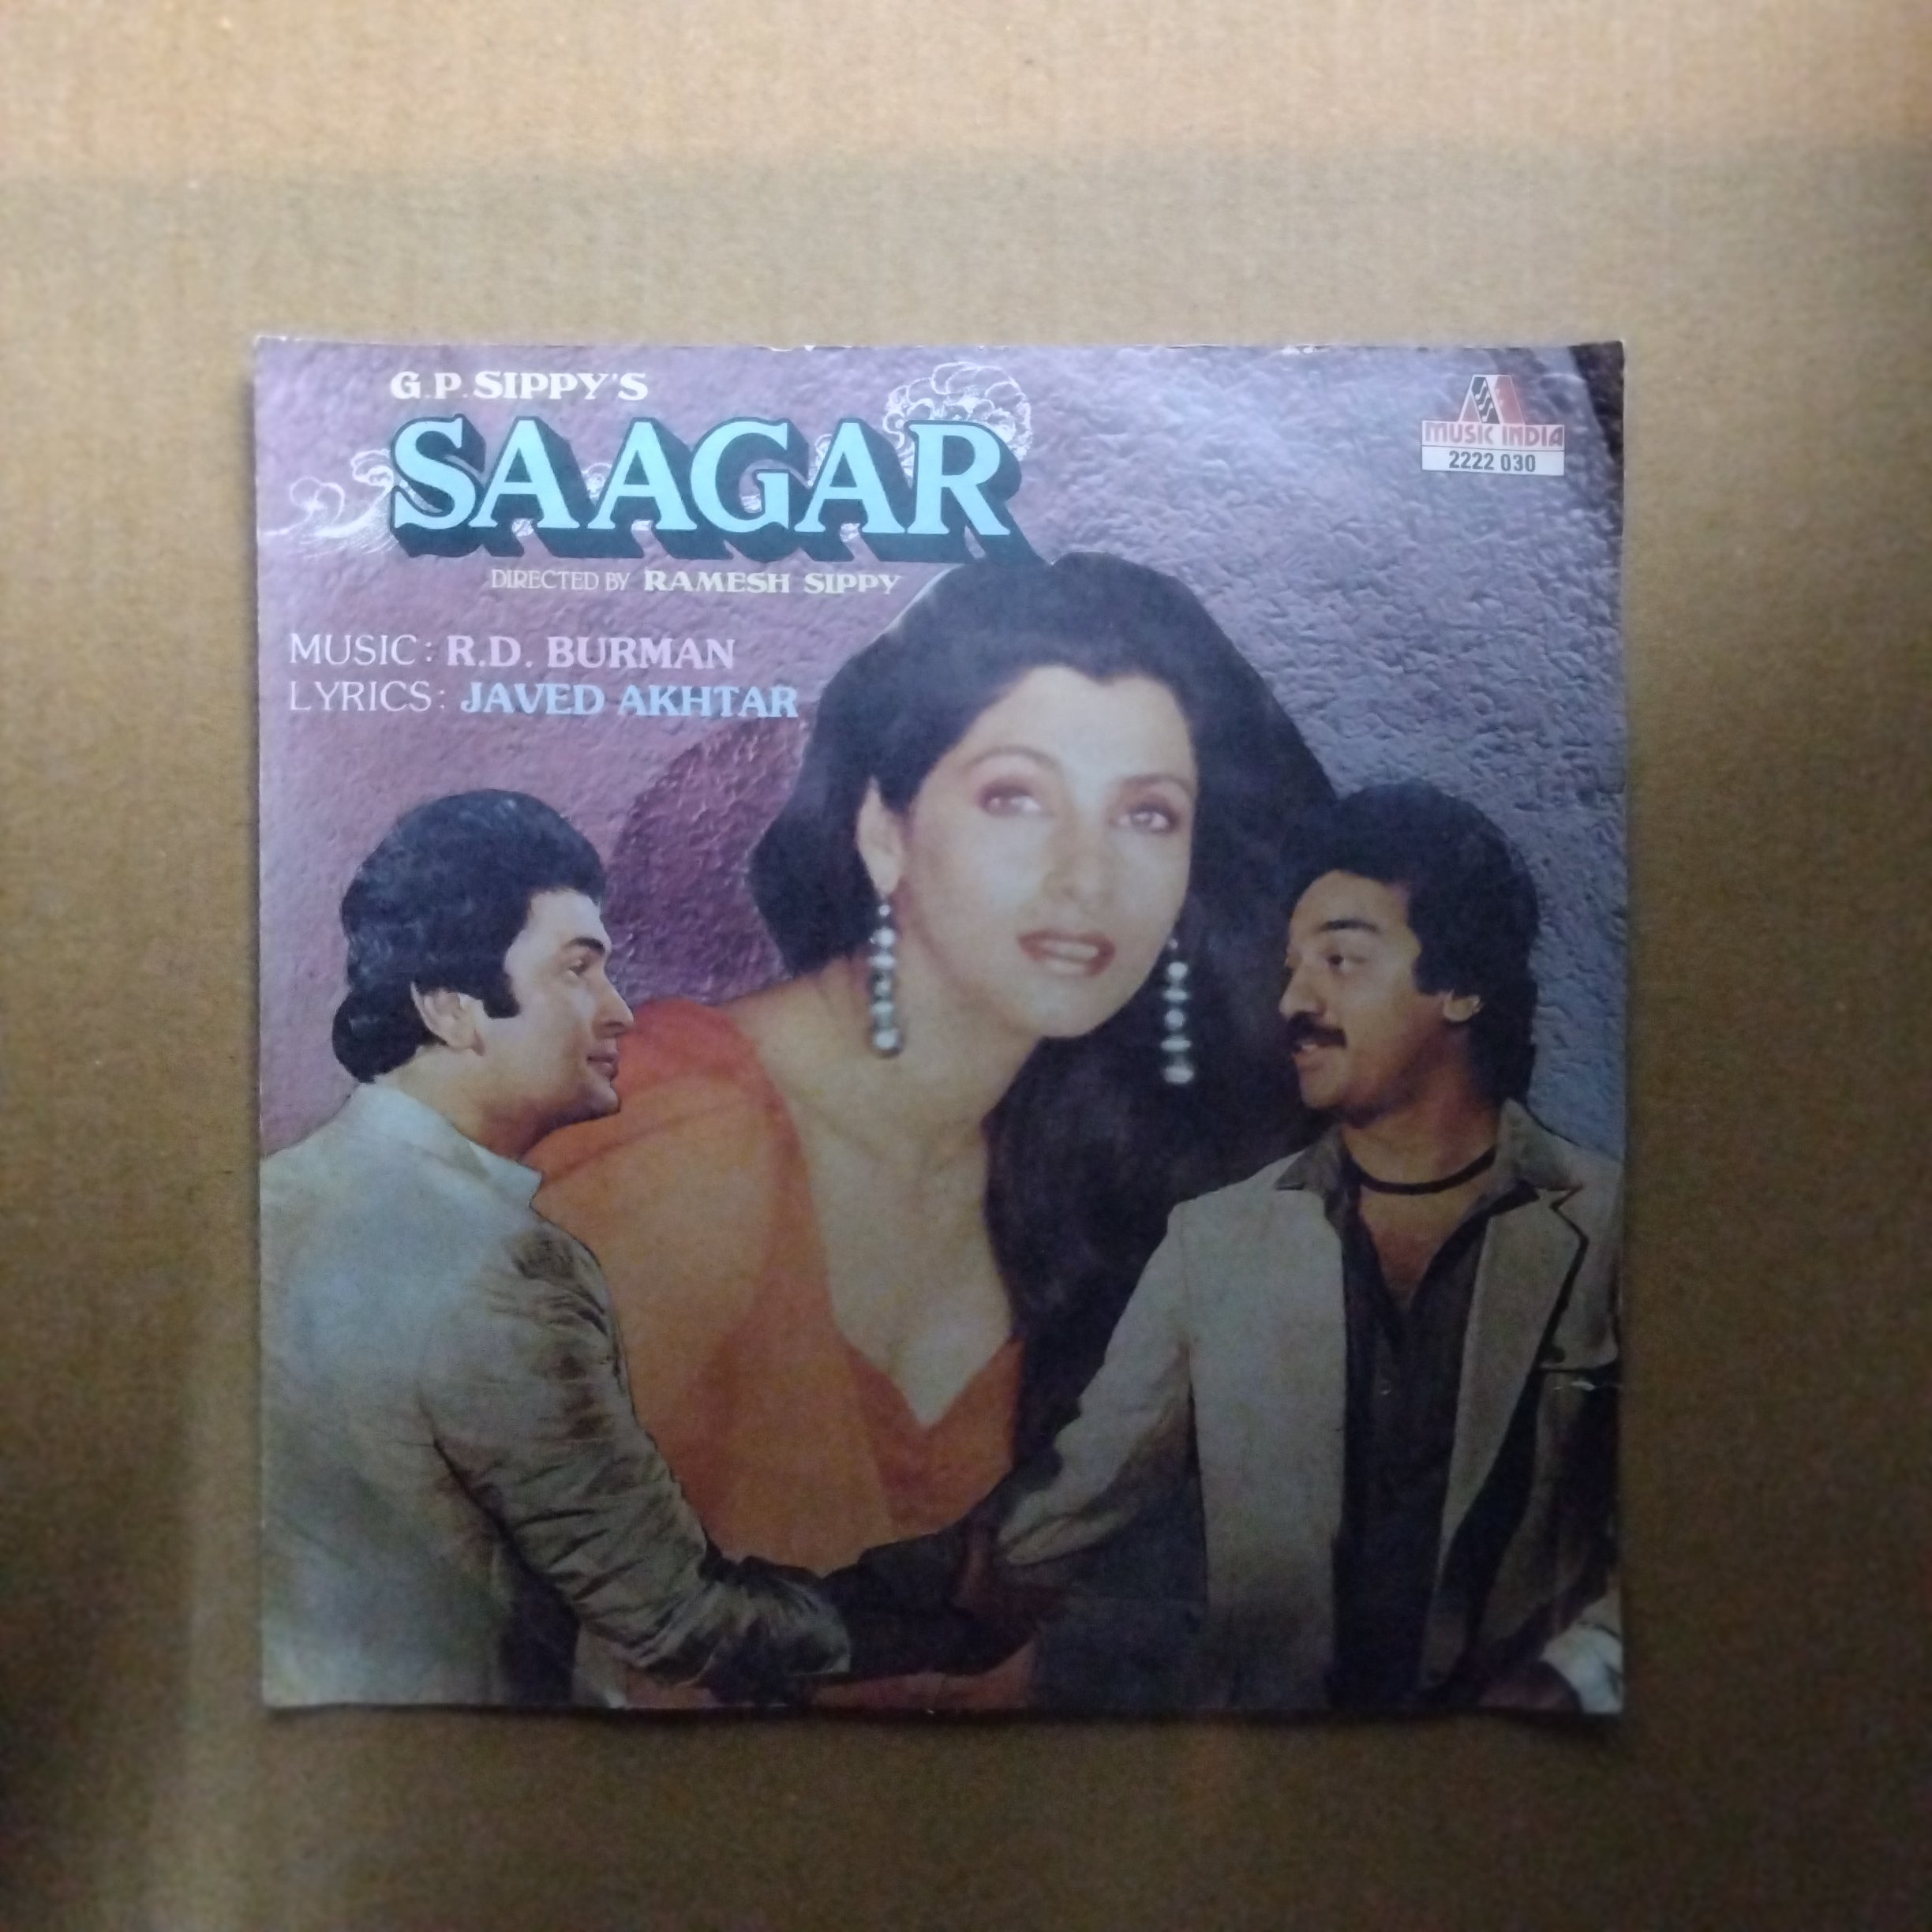 G.P. SIPPY'S
SAAGAR
DIRECTED BY RAMESH SIPPY
MUSIC: R.D. BURMAN
LYRICS: JAVED AKHTAR
MUSIC INDIA
2222 030